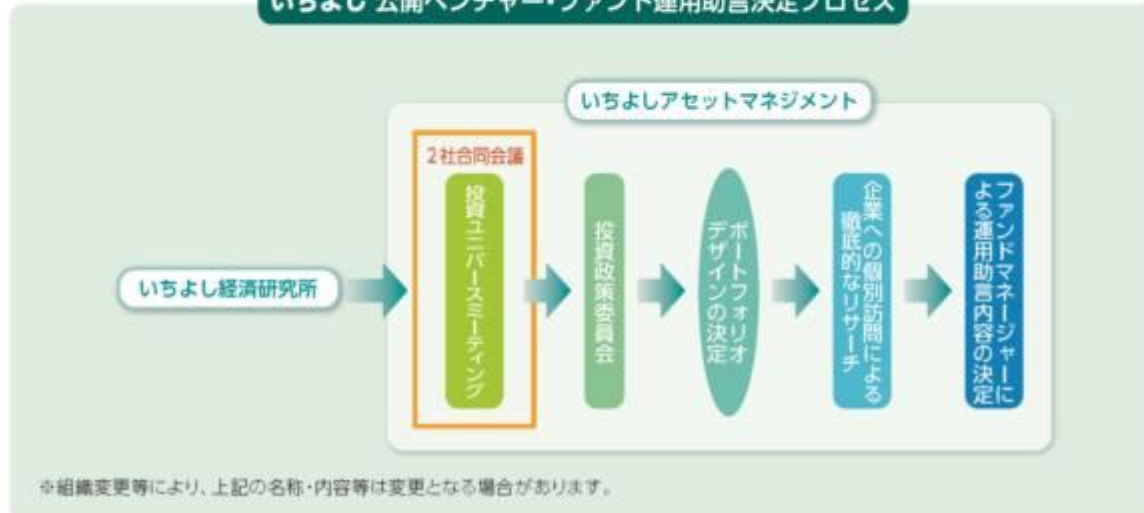 いちよし 公開ベンチャー・ファンド運用助言決定プロセス
いちよしアセットマネジメント
2社合同会議
いちよし経済研究所
投資ユニバースミーティング
投資政策委員会
ポートフォリオ
デザインの決定
企業への個別訪問による
徹底的なリサーチ
ファンドマネージャーに
よる運用助言内容の決定
※組織変更等により、上記の名称・内容等は変更となる場合があります。